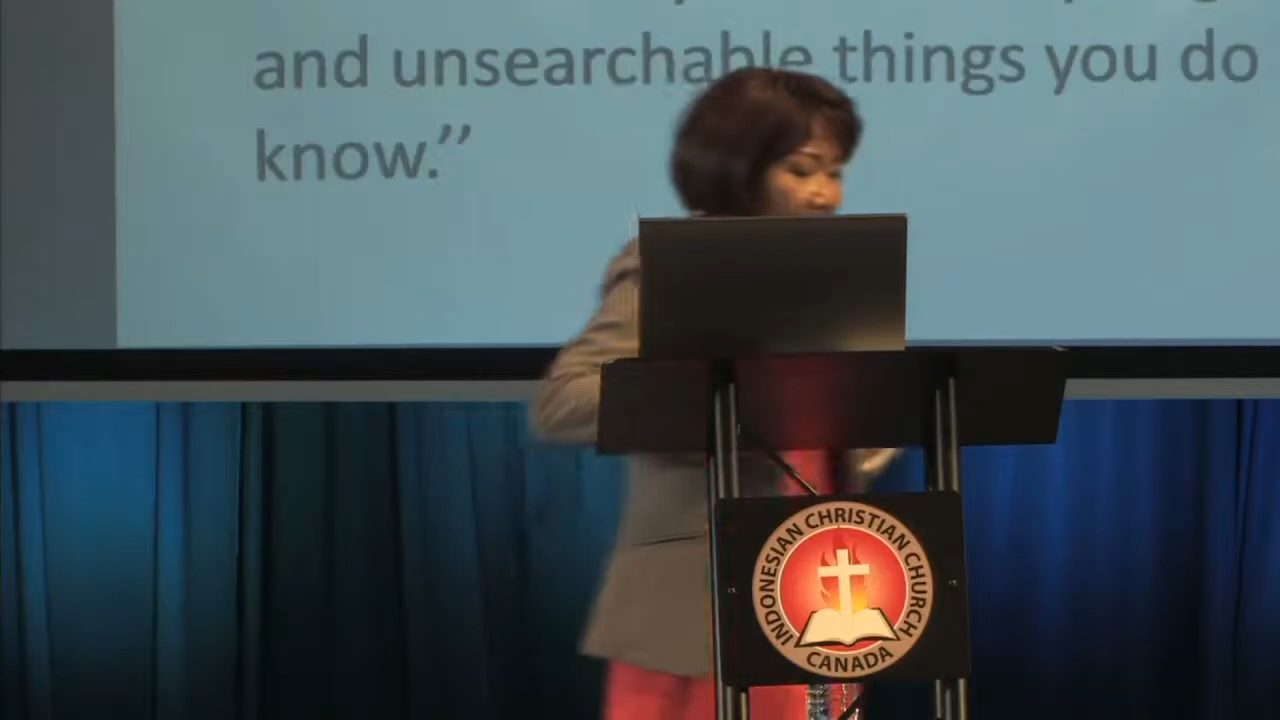 and unsearchable things you do
know.”
INDONESIAN CHRISTIAN CHURCH
CANADA